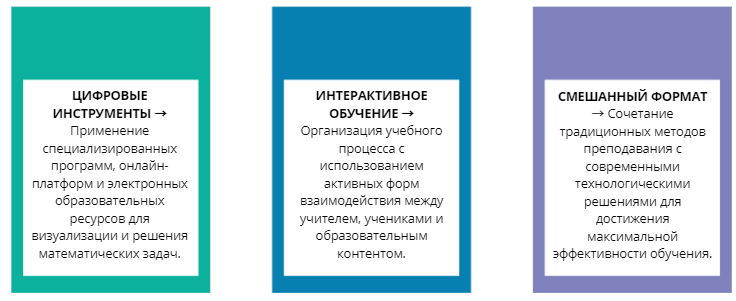 ЦИФРОВЫЕ
ИНСТРУМЕНТЫ →
Применение
специализированных
программ, онлайн-
платформ и электронных
образовательных
ресурсов для
визуализации и решения
математических задач.
ИНТЕРАКТИВНОЕ
ОБУЧЕНИЕ →
Организация учебного
процесса с
использованием
активных форм
взаимодействия между
учителем, учениками и
образовательным
контентом.
СМЕШАННЫЙ ФОРМАТ
→ Сочетание
традиционных методов
преподавания с
современными
технологическими
решениями для
достижения
максимальной
эффективности обучения.